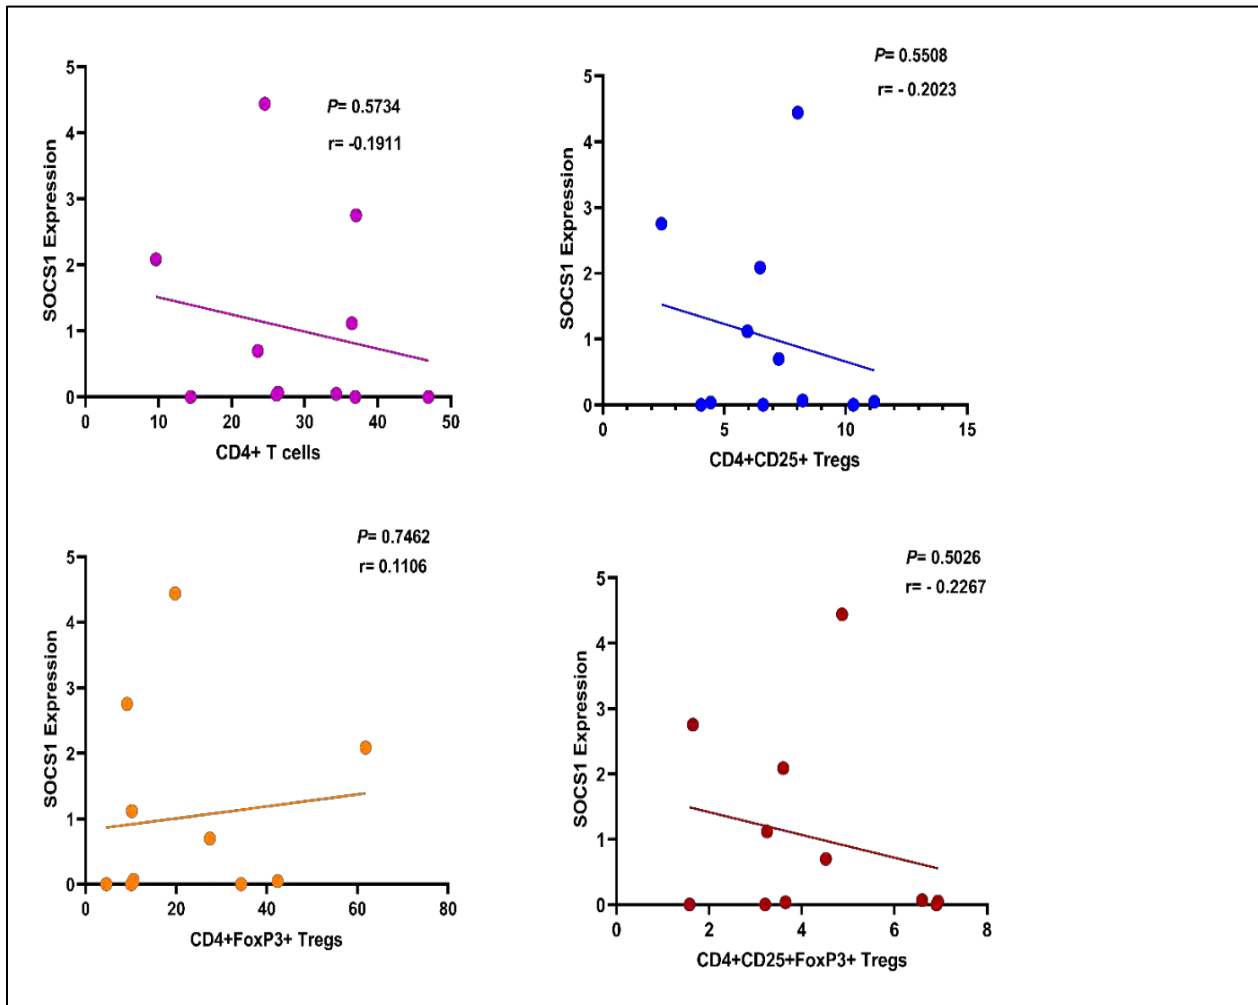 P= 0.5734
r= -0.1911
SOCS1 Expression
5
4
3
2
1
0
0 10 20 30 40 50
CD4+ T cells
P= 0.5508
r= - 0.2023
SOCS1 Expression
5
4
3
2
1
0
0 5 10 15
CD4+CD25+ Tregs
P= 0.7462
r= 0.1106
SOCS1 Expression
5
4
3
2
1
0
0 20 40 60 80
CD4+FoxP3+ Tregs
P= 0.5026
r= - 0.2267
SOCS1 Expression
5
4
3
2
1
0
0 2 4 6 8
CD4+CD25+FoxP3+ Tregs